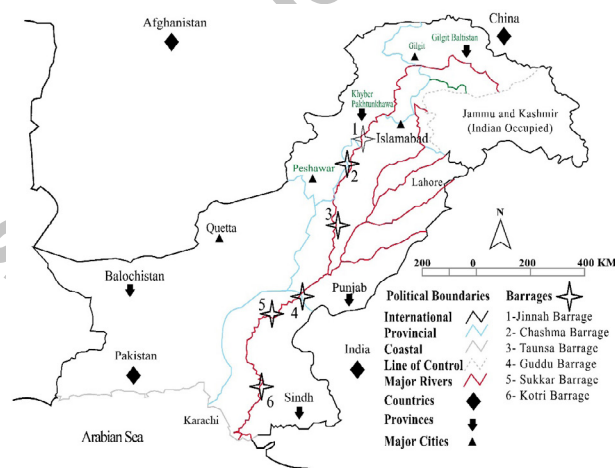 Afghanistan
China
Gilgit Baltistan
Gilgit
Khyber
Pakhtunkhawa
Jammu and Kashmir
(Indian Occupied)
1
Islamabad
2
Peshawar
Lahore
3
Quetta
N
200 0 200 400 KM
Balochistan
Punjab
4
5
Pakistan
India
6
Sindh
Karachi
Arabian Sea
Political Boundaries
International
Provincial
Coastal
Line of Control
Major Rivers
Countries
Provinces
Major Cities
Barrages
1-Jinnah Barrage
2- Chashma Barrage
3- Taunsa Barrage
4- Guddu Barrage
5- Sukkar Barrage
6- Kotri Barrage